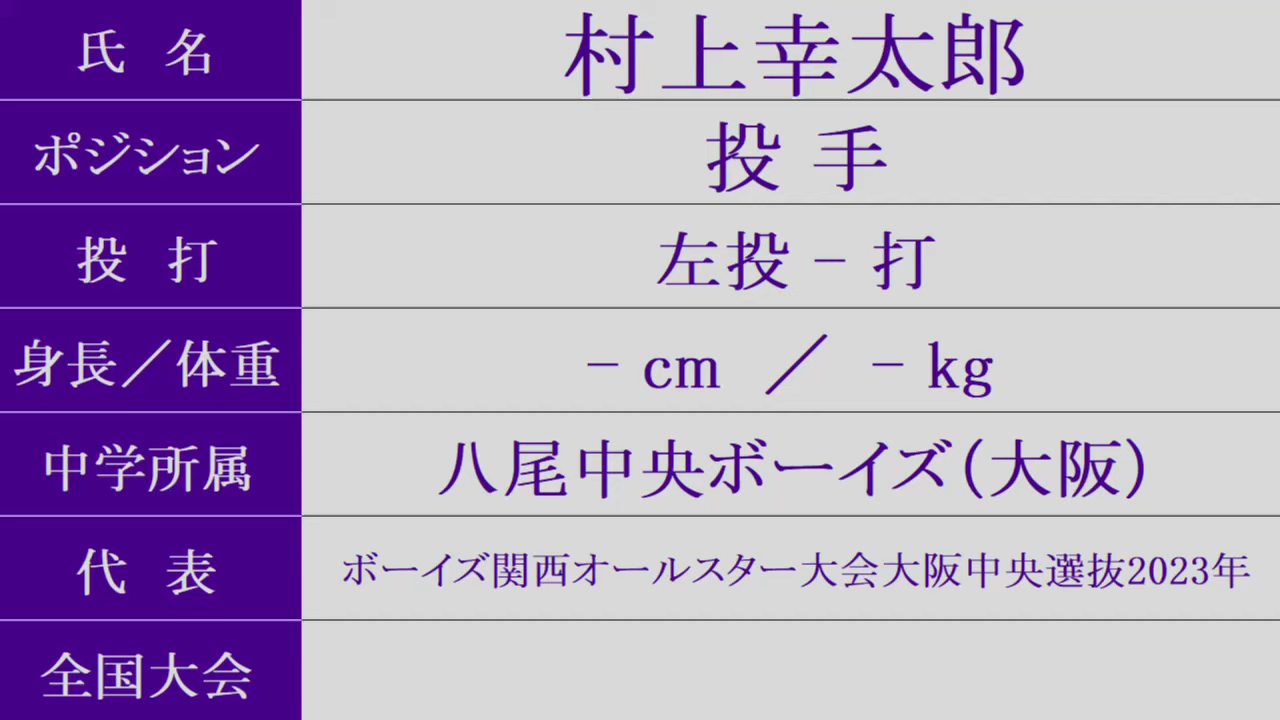 氏 名 村上幸太郎
ポジション 投 手
投 打 左投 − 打
身長／体重 − cm ／ − kg
中学所属 八尾中央ボーイズ(大阪)
代 表 ボーイズ関西オールスター大会大阪中央選抜2023年
全国大会